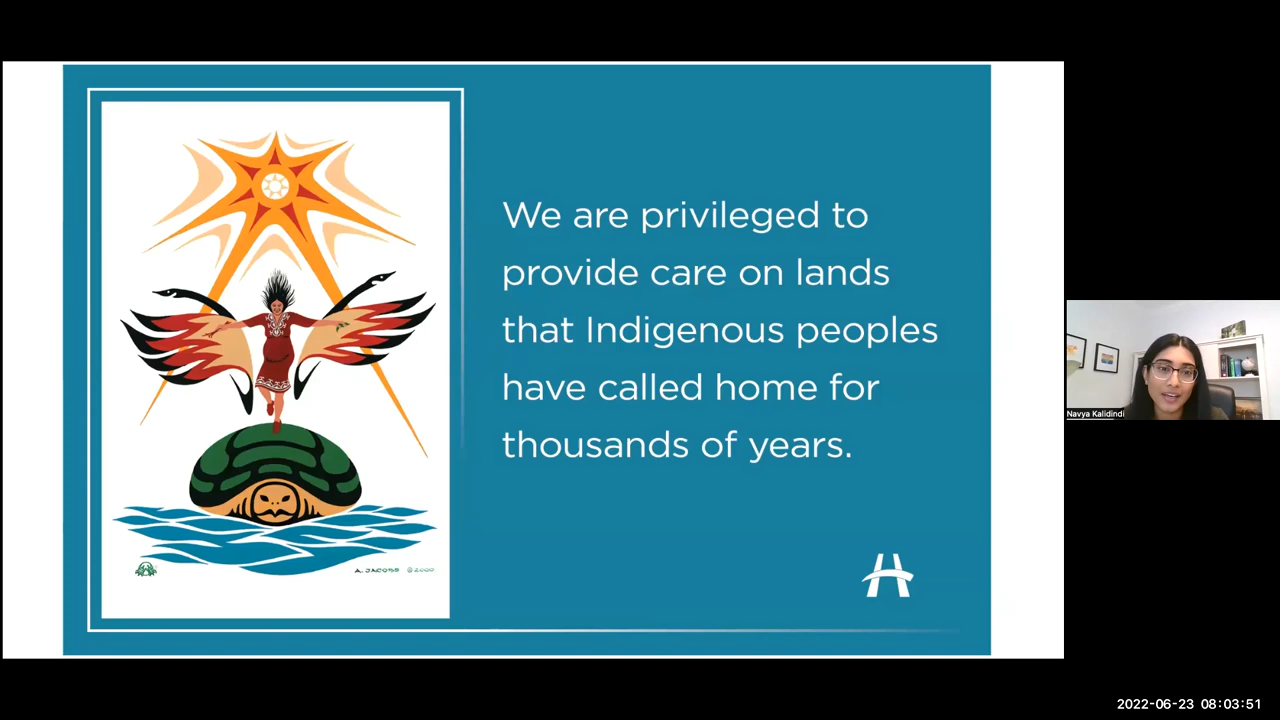 We are privileged to
provide care on lands
that Indigenous peoples
have called home for
thousands of years.
A. JACOBS © 2000
Navya Kalidindi
2022-06-23 08:03:51